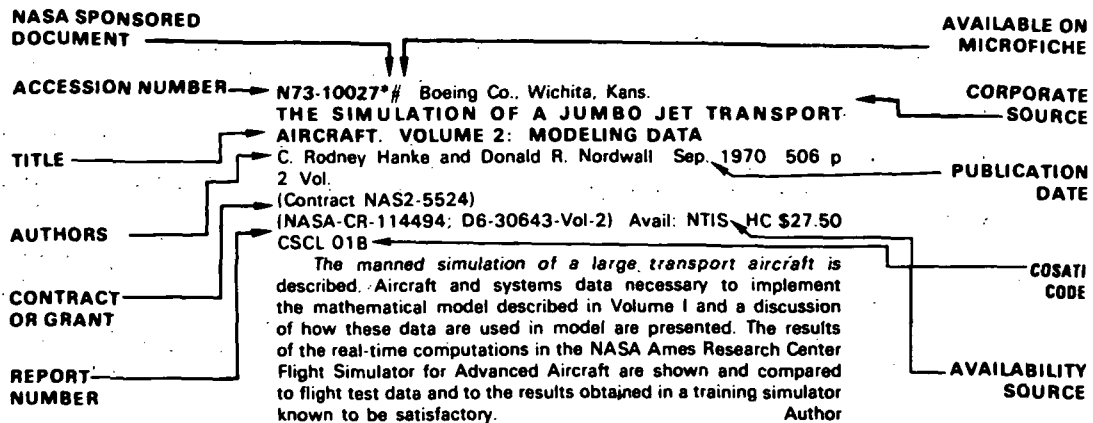 NASA SPONSORED
DOCUMENT
AVAILABLE ON
MICROFICHE
ACCESSION NUMBER
N73-10027*# Boeing Co., Wichita, Kans.
CORPORATE
SOURCE
THE SIMULATION OF A JUMBO JET TRANSPORT
AIRCRAFT. VOLUME 2: MODELING DATA
TITLE
C. Rodney Hanke and Donald R. Nordwall Sep. 1970 506 p
2 Vol.
PUBLICATION
DATE
AUTHORS
(Contract NAS2-5524)
(NASA-CR-114494; D6-30643-Vol-2) Avail: NTIS HC $27.50
CSCL 01B
COSATI
CODE
The manned simulation of a large transport aircraft is
described. Aircraft and systems data necessary to implement
the mathematical model described in Volume I and a discussion
of how these data are used in model are presented. The results
of the real-time computations in the NASA Ames Research Center
Flight Simulator for Advanced Aircraft are shown and compared
to flight test data and to the results obtained in a training simulator
known to be satisfactory. Author
CONTRACT
OR GRANT
REPORT
NUMBER
AVAILABILITY
SOURCE